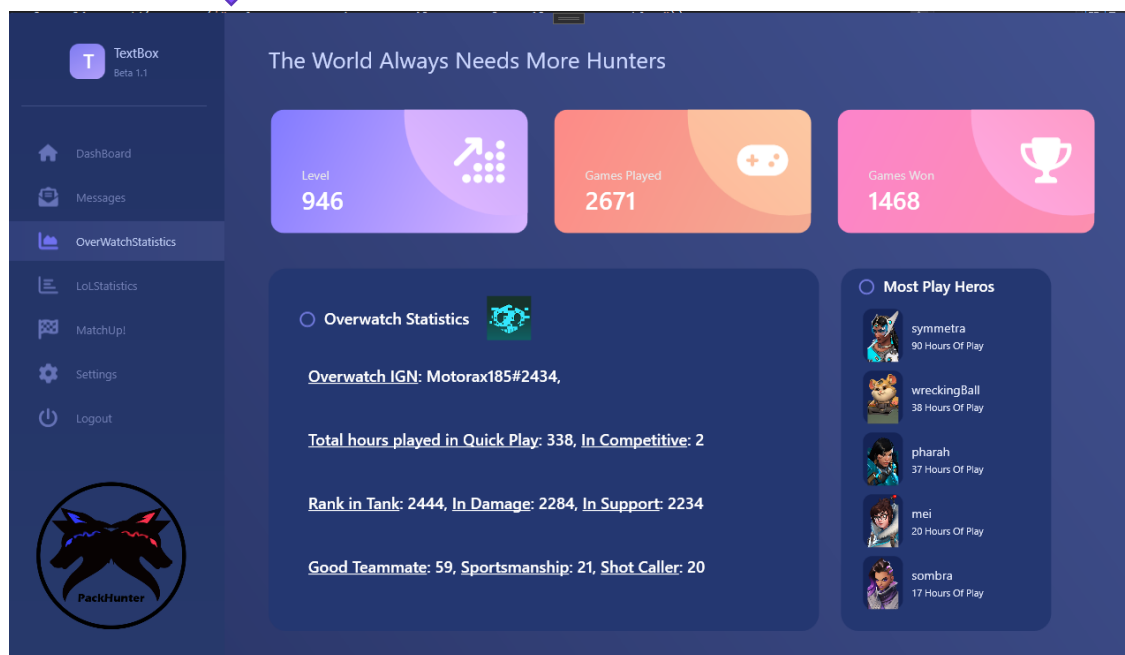 T
TextBox
Beta 1.1
DashBoard
Messages
OverWatchStatistics
LoLStatistics
MatchUp!
Settings
Logout
PackHunter
The World Always Needs More Hunters
Level
946
Games Played
2671
Games Won
1468
Overwatch Statistics
Overwatch IGN: Motorax185#2434,
Total hours played in Quick Play: 338, In Competitive: 2
Rank in Tank: 2444, In Damage: 2284, In Support: 2234
Good Teammate: 59, Sportsmanship: 21, Shot Caller: 20
Most Play Heros
symmetra
90 Hours Of Play
wreckingBall
38 Hours Of Play
pharah
37 Hours Of Play
mei
20 Hours Of Play
sombra
17 Hours Of Play